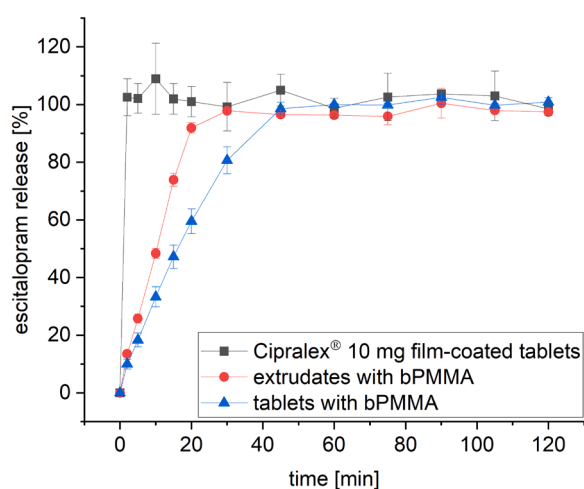 escitalopram release [%]
120
100
80
60
40
20
0
Cipralex® 10 mg film-coated tablets
extrudates with bPMMA
tablets with bPMMA
0 20 40 60 80 100 120
time [min]